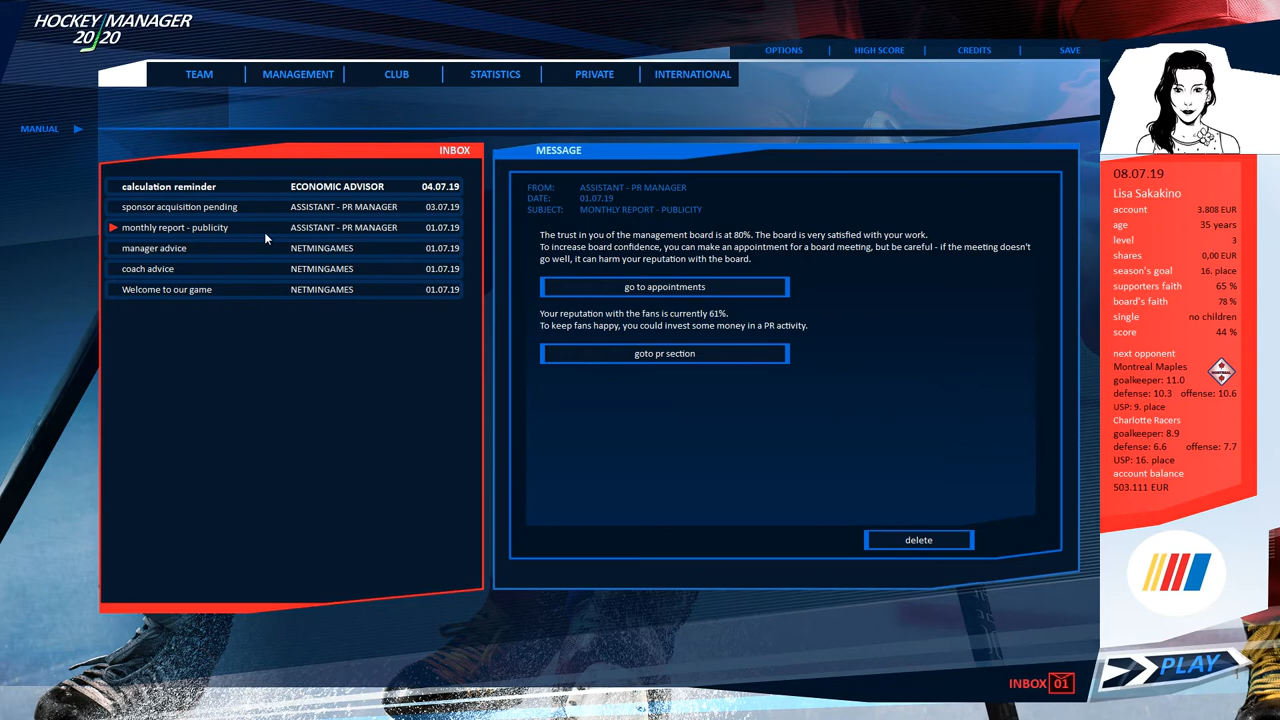 HOCKEY MANAGER
20/20
OPTIONS | HIGH SCORE | CREDITS | SAVE
TEAM | MANAGEMENT | CLUB | STATISTICS | PRIVATE | INTERNATIONAL
MANUAL
INBOX
calculation reminder ECONOMIC ADVISOR 04.07.19
sponsor acquisition pending ASSISTANT - PR MANAGER 03.07.19
monthly report - publicity ASSISTANT - PR MANAGER 01.07.19
manager advice NETMINGAMES 01.07.19
coach advice NETMINGAMES 01.07.19
Welcome to our game NETMINGAMES 01.07.19
MESSAGE
FROM: ASSISTANT - PR MANAGER
DATE: 01.07.19
SUBJECT: MONTHLY REPORT - PUBLICITY
The trust in you of the management board is at 80%. The board is very satisfied with your work.
To increase board confidence, you can make an appointment for a board meeting, but be careful - if the meeting doesn't
go well, it can harm your reputation with the board.
go to appointments
Your reputation with the fans is currently 61%.
To keep fans happy, you could invest some money in a PR activity.
goto pr section
delete
08.07.19
Lisa Sakakino
account 3.808 EUR
age 35 years
level 3
shares 0,00 EUR
season's goal 16. place
supporters faith 65 %
board's faith 78 %
single no children
score 44 %
next opponent
Montreal Maples
MONTREAL
goalkeeper: 11.0
defense: 10.3 offense: 10.6
USP: 9. place
Charlotte Racers
goalkeeper: 8.9
defense: 6.6 offense: 7.7
USP: 16. place
account balance
503.111 EUR
PLAY
INBOX 01